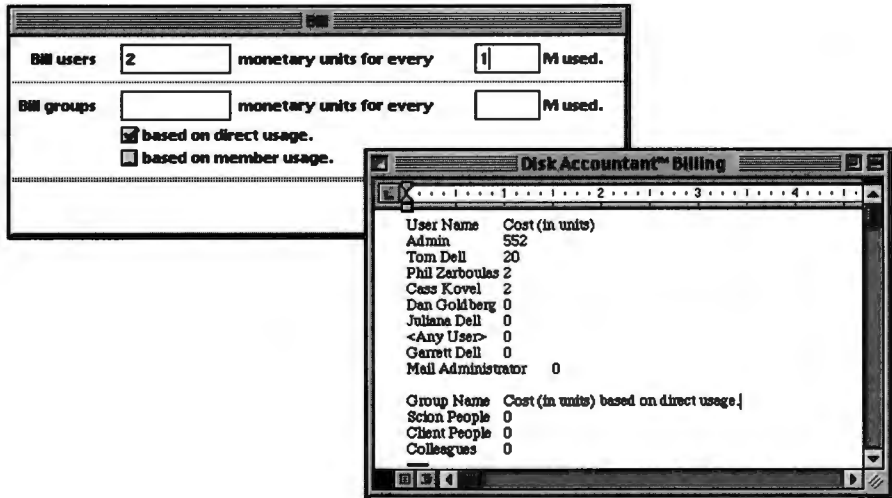 Bill
Bill users 2 monetary units for every 1 M used.
Bill groups monetary units for every M used.
based on direct usage.
based on member usage.
Disk Accountant™ Billing
1 2 3 4
User Name Cost (in units)
Admin 552
Tom Dell 20
Phil Zarboulas 2
Cass Kovel 2
Dan Goldberg 0
Juliana Dell 0
<Any User> 0
Garrett Dell 0
Mail Administrator 0
Group Name Cost (in units) based on direct usage.
Scion People 0
Client People 0
Colleagues 0